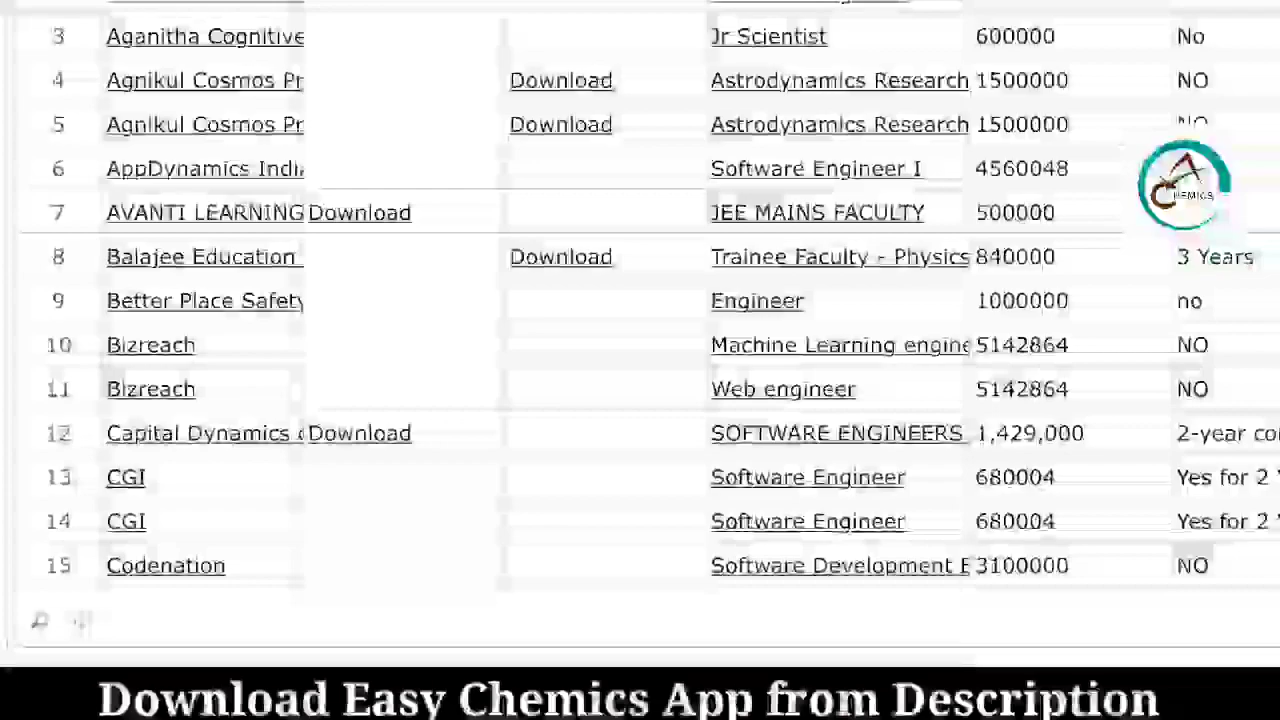 3 Aganitha Cognitive Jr Scientist 600000 No
4 Agnikul Cosmos Pr Download Astrodynamics Research 1500000 NO
5 Agnikul Cosmos Pr Download Astrodynamics Research 1500000
6 AppDynamics India Software Engineer I 4560048
7 AVANTI LEARNING Download JEE MAINS FACULTY 500000
CHEMICS
8 Balajee Education Download Trainee Faculty - Physics 840000 3 Years
9 Better Place Safety Engineer 1000000 no
10 Bizreach Machine Learning engine 5142864 NO
11 Bizreach Web engineer 5142864 NO
12 Capital Dynamics Download SOFTWARE ENGINEERS 1,429,000 2-year co
13 CGI Software Engineer 680004 Yes for 2
14 CGI Software Engineer 680004 Yes for 2
15 Codenation Software Development E 3100000 NO
Download Easy Chemics App from Description